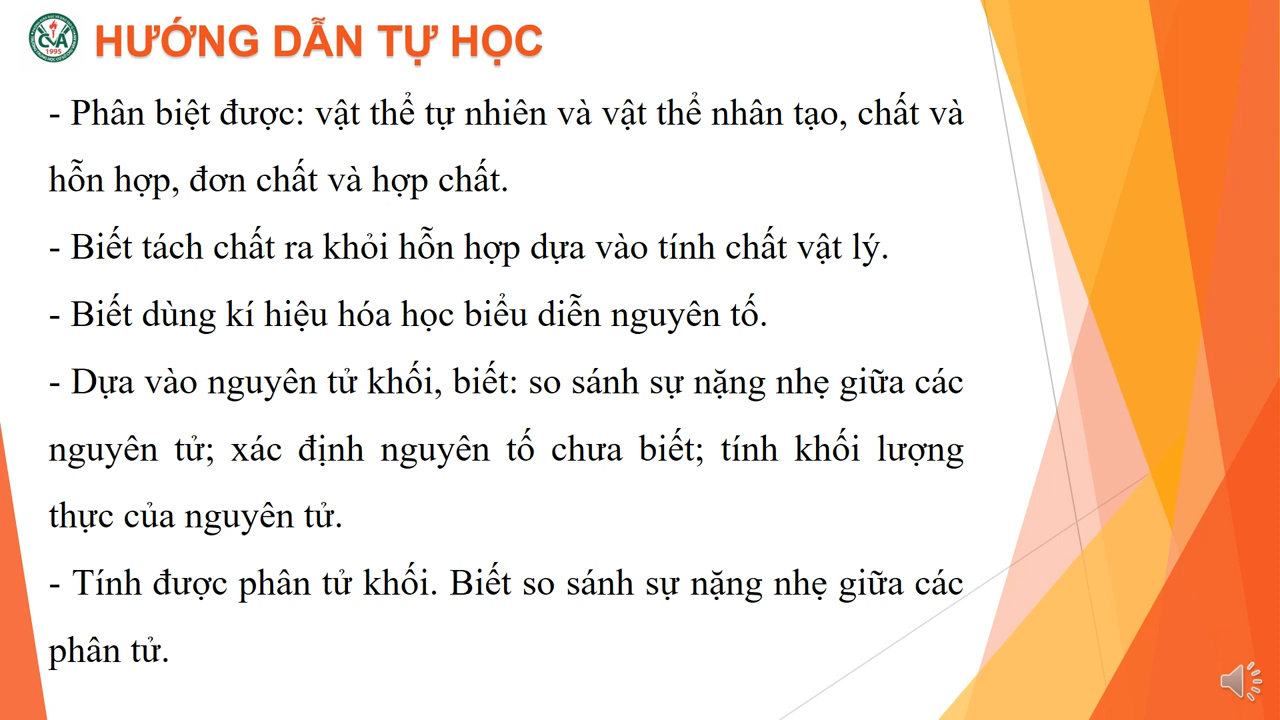 CVA
1995
HƯỚNG DẪN TỰ HỌC
- Phân biệt được: vật thể tự nhiên và vật thể nhân tạo, chất và
hỗn hợp, đơn chất và hợp chất.
- Biết tách chất ra khỏi hỗn hợp dựa vào tính chất vật lý.
- Biết dùng kí hiệu hóa học biểu diễn nguyên tố.
- Dựa vào nguyên tử khối, biết: so sánh sự nặng nhẹ giữa các
nguyên tử; xác định nguyên tố chưa biết; tính khối lượng
thực của nguyên tử.
- Tính được phân tử khối. Biết so sánh sự nặng nhẹ giữa các
phân tử.